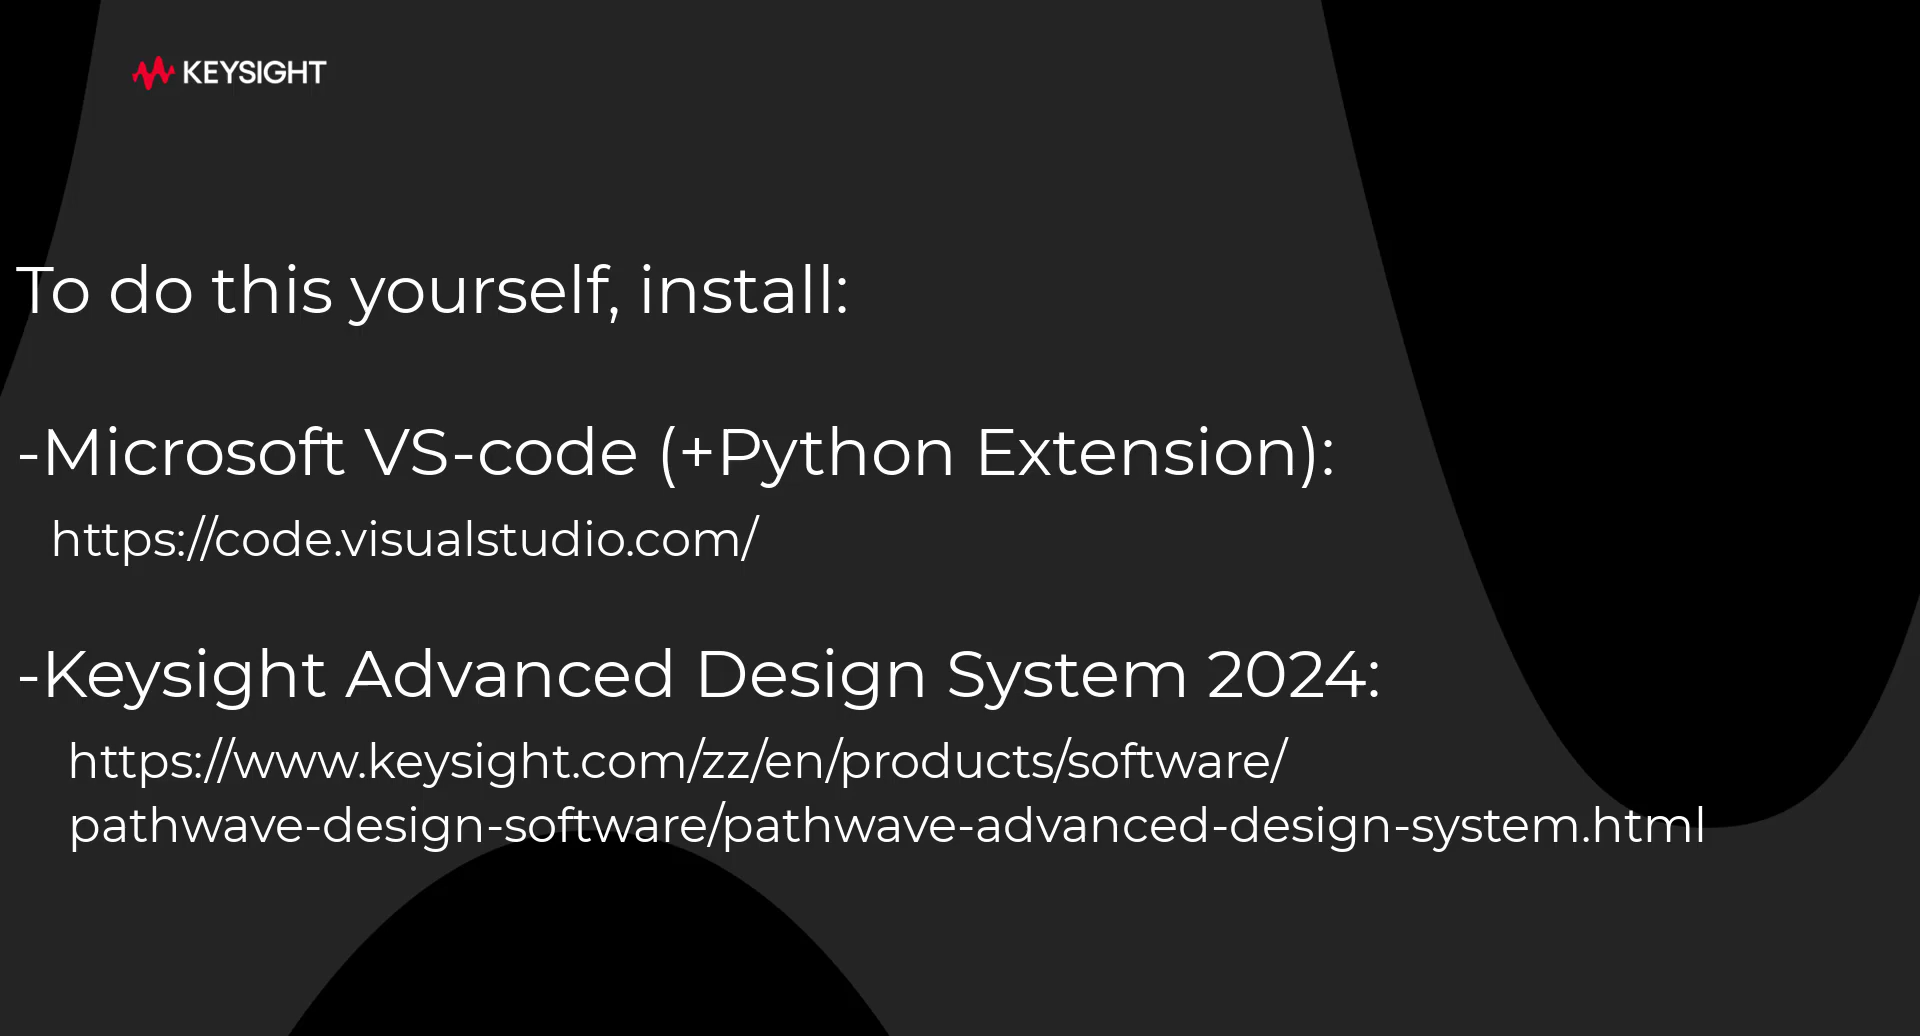 KEYSIGHT
To do this yourself, install:
-Microsoft VS-code (+Python Extension):
https://code.visualstudio.com/
-Keysight Advanced Design System 2024:
https://www.keysight.com/zz/en/products/software/
pathwave-design-software/pathwave-advanced-design-system.html